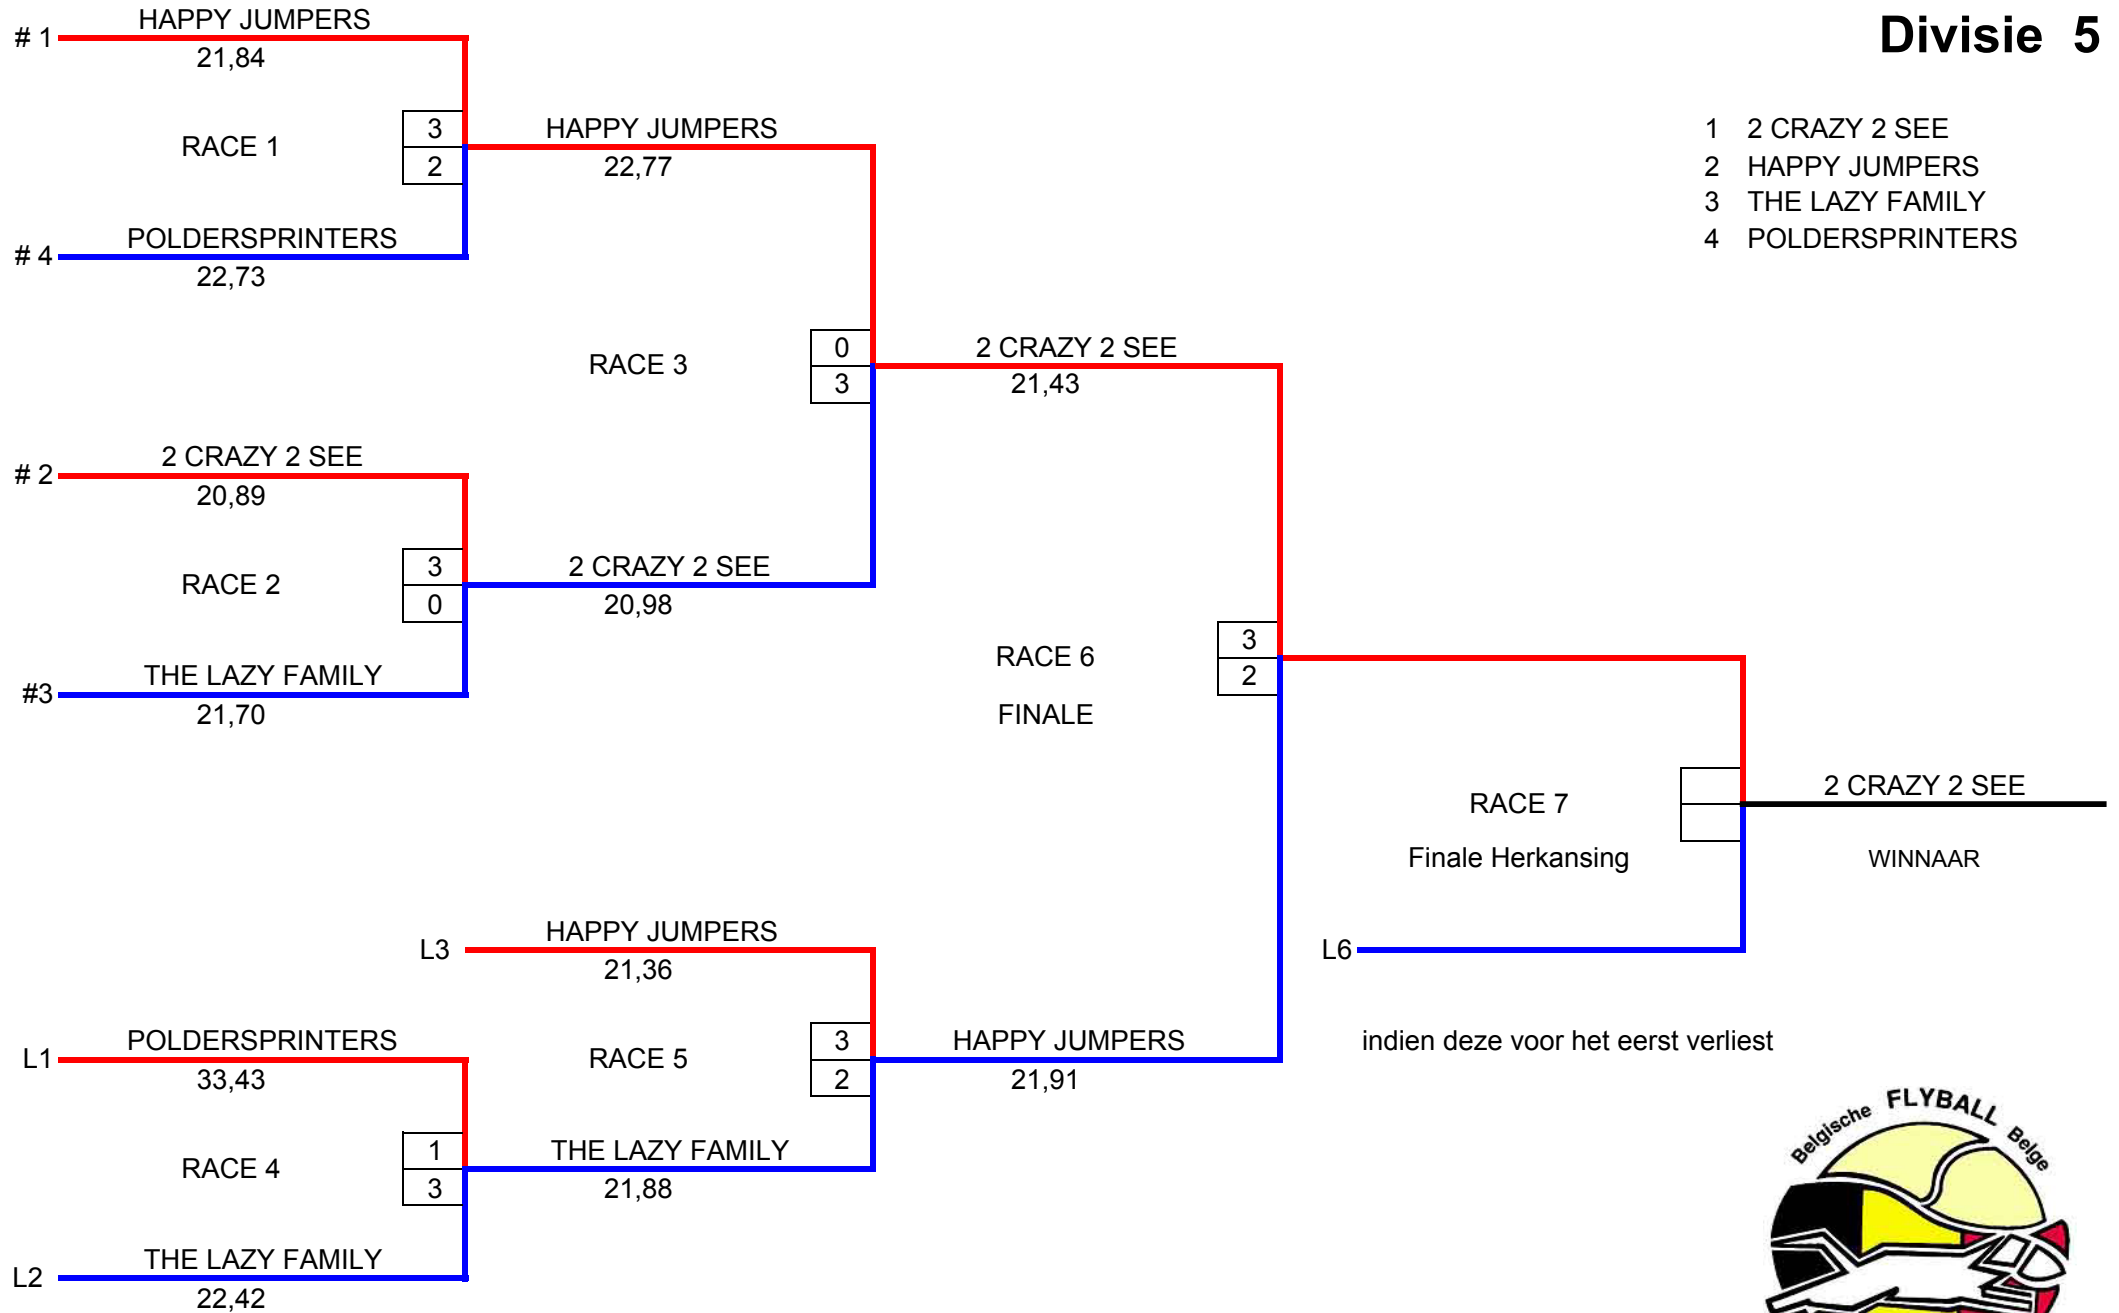 Divisie 5
1 2 CRAZY 2 SEE
2 HAPPY JUMPERS
3 THE LAZY FAMILY
4 POLDERSPRINTERS
# 1
HAPPY JUMPERS
21,84
RACE 1
3
2
# 4
POLDERSPRINTERS
22,73
HAPPY JUMPERS
22,77
RACE 3
0
3
# 2
2 CRAZY 2 SEE
20,89
RACE 2
3
0
#3
THE LAZY FAMILY
21,70
2 CRAZY 2 SEE
20,98
2 CRAZY 2 SEE
21,43
RACE 6
FINALE
3
2
RACE 7
Finale Herkansing
2 CRAZY 2 SEE
WINNAAR
L3
HAPPY JUMPERS
21,36
RACE 5
3
2
HAPPY JUMPERS
21,91
L6
indien deze voor het eerst verliest
L1
POLDERSPRINTERS
33,43
RACE 4
1
3
THE LAZY FAMILY
21,88
L2
THE LAZY FAMILY
22,42
Belgische FLYBALL Belge